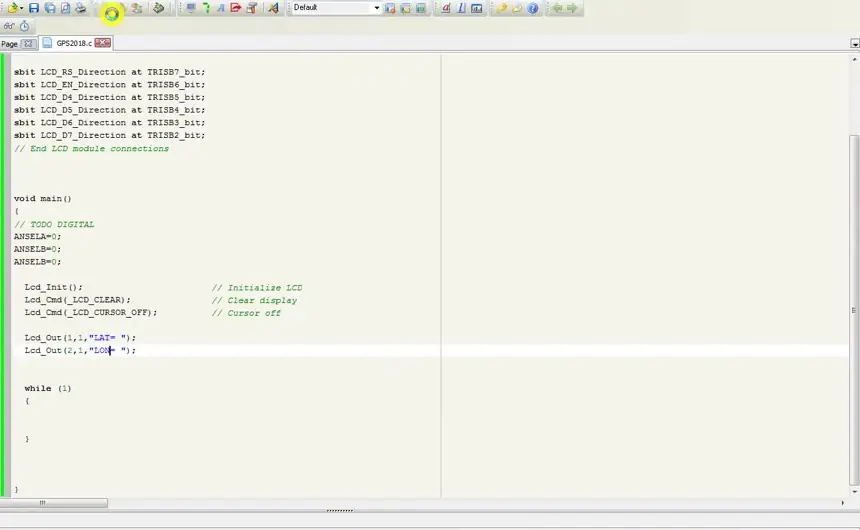 Default
Page
GPS2018.c
sbit LCD_RS_Direction at TRISB7_bit;
sbit LCD_EN_Direction at TRISB6_bit;
sbit LCD_D4_Direction at TRISB5_bit;
sbit LCD_D5_Direction at TRISB4_bit;
sbit LCD_D6_Direction at TRISB3_bit;
sbit LCD_D7_Direction at TRISB2_bit;
// End LCD module connections
void main()
{
// TODO DIGITAL
ANSELA=0;
ANSELB=0;
ANSELB=0;
Lcd_Init(); // Initialize LCD
Lcd_Cmd(_LCD_CLEAR); // Clear display
Lcd_Cmd(_LCD_CURSOR_OFF); // Cursor off
Lcd_Out(1,1,"LAT= ");
Lcd_Out(2,1,"LON= ");
while (1)
{
}
}